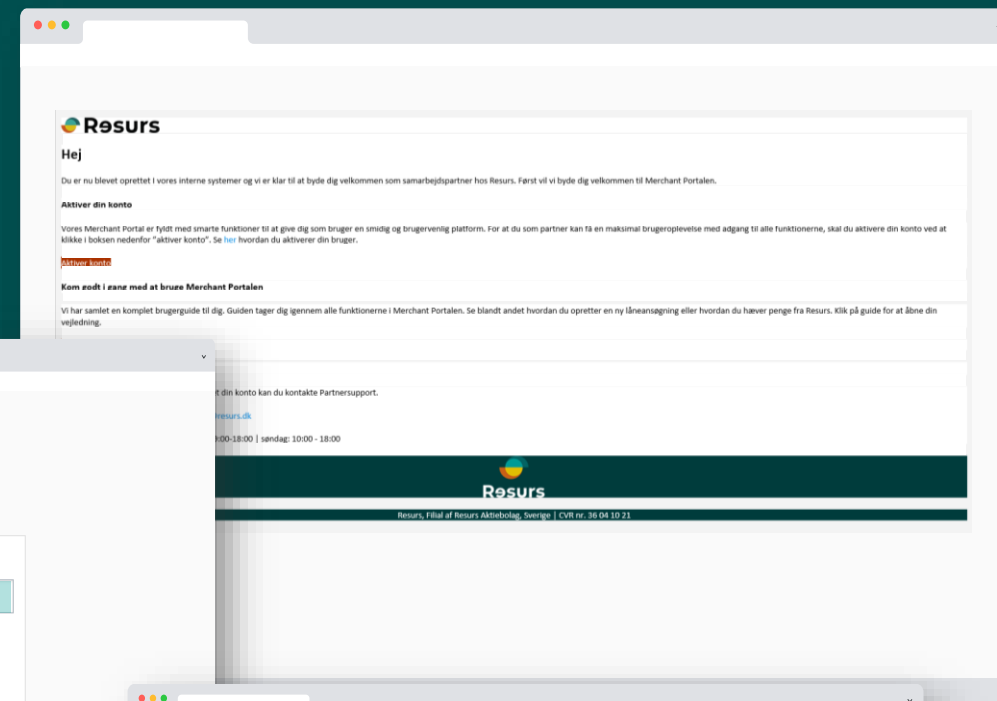 Resurs
Hej
Du er nu blevet oprettet i vores interne systemer og vi er klar til at byde dig velkommen som samarbejdspartner hos Resurs. Først vil vi byde dig velkommen til Merchant Portalen.
Aktiver din konto
Vores Merchant Portal er fyldt med smarte funktioner til at give dig som bruger en smidig og brugervenlig platform. For at du som partner kan få en maksimal brugeroplevelse med adgang til alle funktionerne, skal du aktivere din konto ved at
klikke i boksen nedenfor "aktiver konto". Se her hvordan du aktiverer din bruger.
Aktiver konto
Kom godt i gang med at bruge Merchant Portalen
Vi har samlet en komplet brugerguide til dig. Guiden tager dig igennem alle funktionerne i Merchant Portalen. Se blandt andet hvordan du opretter en ny låneansøgning eller hvordan du hæver penge fra Resurs. Klik på guide for at åbne din
vejledning.
t din konto kan du kontakte Partnersupport.
resurs.dk
:00-18:00 | søndag: 10:00 - 18:00
Resurs
Resurs, Filial af Resurs Aktiebolag, Sverige | CVR nr. 36 04 10 21